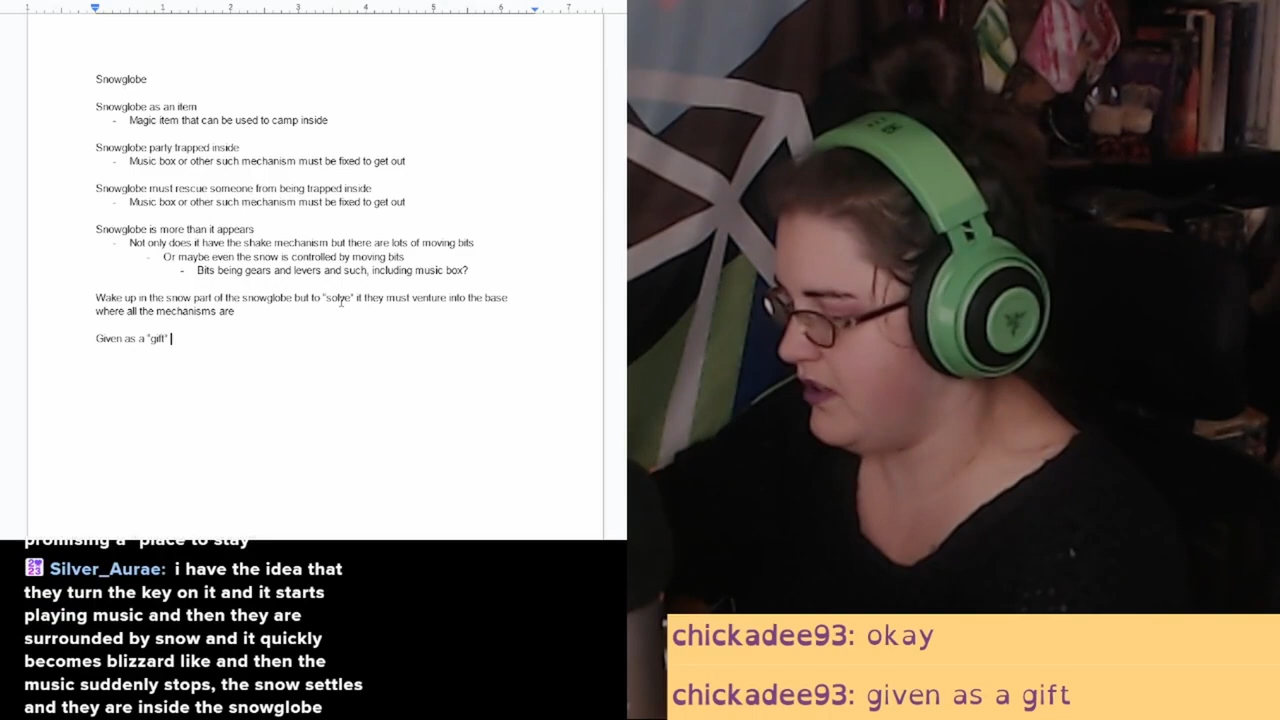 1 1 2 3 4 5 6 7
Snowglobe
Snowglobe as an item
- Magic item that can be used to camp inside
Snowglobe party trapped inside
- Music box or other such mechanism must be fixed to get out
Snowglobe must rescue someone from being trapped inside
- Music box or other such mechanism must be fixed to get out
Snowglobe is more than it appears
- Not only does it have the shake mechanism but there are lots of moving bits
- Or maybe even the snow is controlled by moving bits
- Bits being gears and levers and such, including music box?
Wake up in the snow part of the snowglobe but to "solve" it they must venture into the base
where all the mechanisms are
Given as a "gift"
promising a "place to stay"
Silver_Aurae: i have the idea that
they turn the key on it and it starts
playing music and then they are
surrounded by snow and it quickly
becomes blizzard like and then the
music suddenly stops, the snow settles
and they are inside the snowglobe
chickadee93: okay
chickadee93: given as a gift